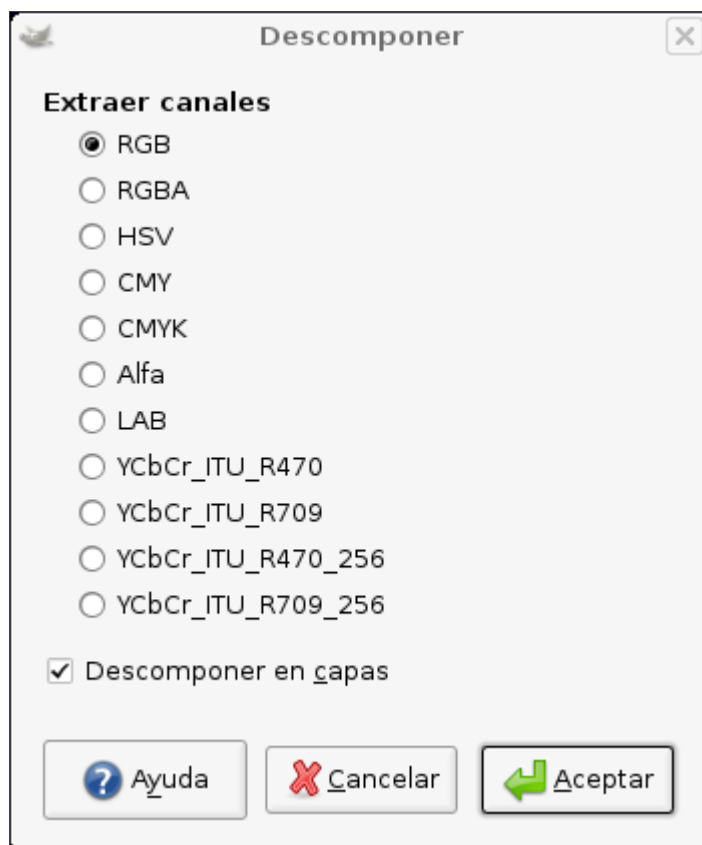 Descomponer
Extraer canales
RGB
RGBA
HSV
CMY
CMYK
Alfa
LAB
YCbCr_ITU_R470
YCbCr_ITU_R709
YCbCr_ITU_R470_256
YCbCr_ITU_R709_256
Descomponer en capas
Ayuda Cancelar Aceptar